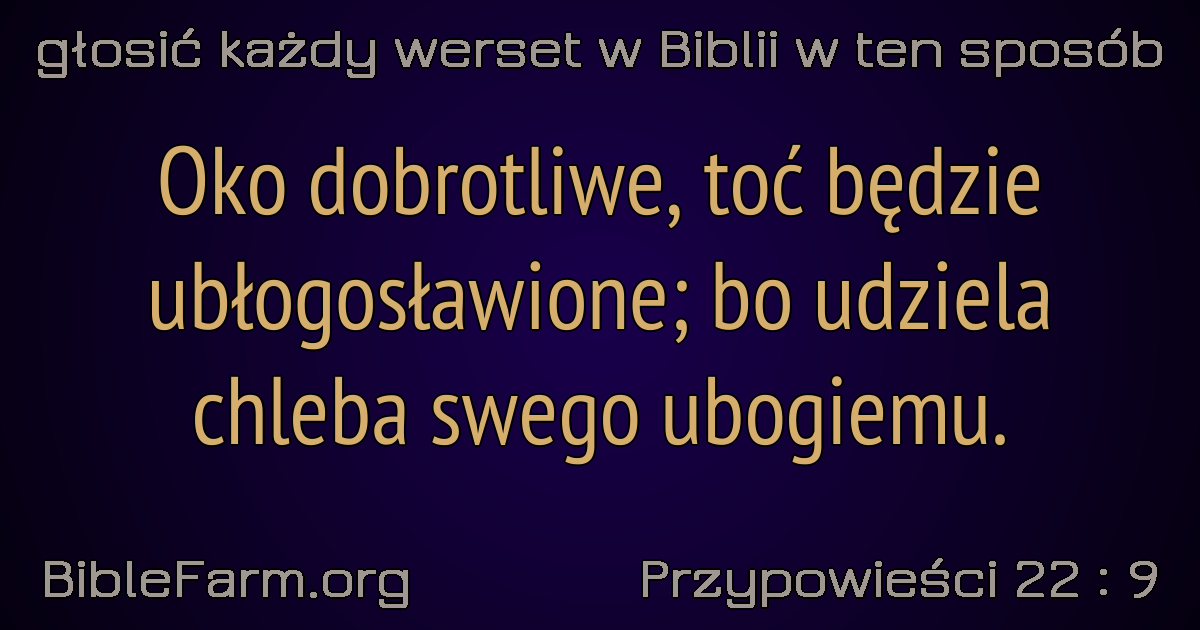 głosić każdy werset w Biblii w ten sposób
Oko dobrotliwe, toć będzie
ubłogosławione; bo udziela
chleba swego ubogiemu.
BibleFarm.org
Przypowieści 22 : 9